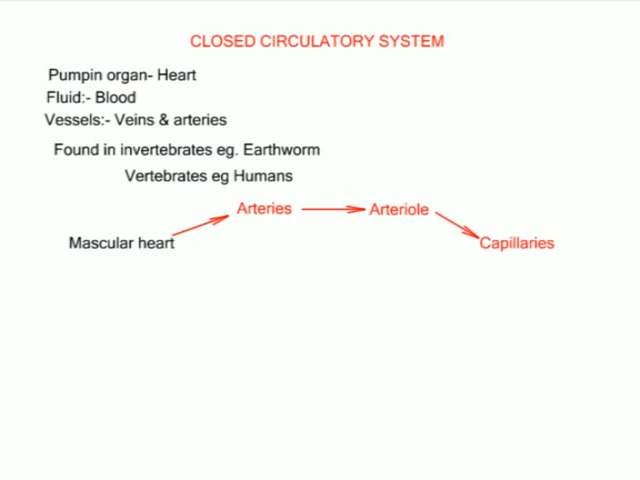 CLOSED CIRCULATORY SYSTEM
Pumpin organ- Heart
Fluid:- Blood
Vessels:- Veins & arteries
Found in invertebrates eg. Earthworm
Vertebrates eg Humans
Arteries
Arteriole
Mascular heart
Capillaries